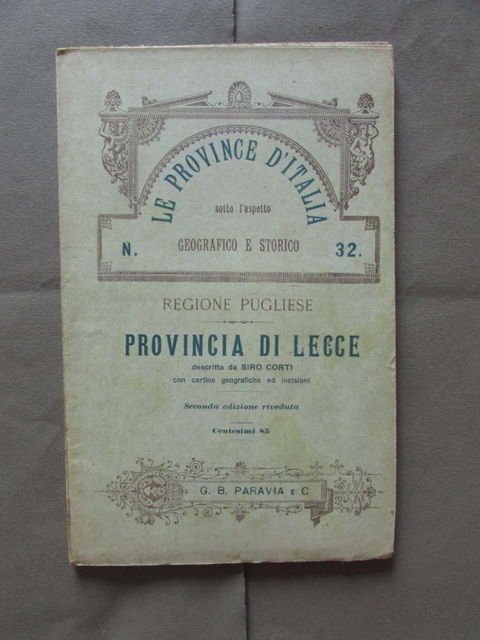 LE PROVINCE D'ITALIA
sotto l'aspetto
N. GEOGRAFICO E STORICO 32.
REGIONE PUGLIESE
PROVINCIA DI LECCE
descritta da SIRO CORTI
con cartine geografiche ed incisioni
Seconda edizione riveduta
Centesimi 85
G. B. PARAVIA E C